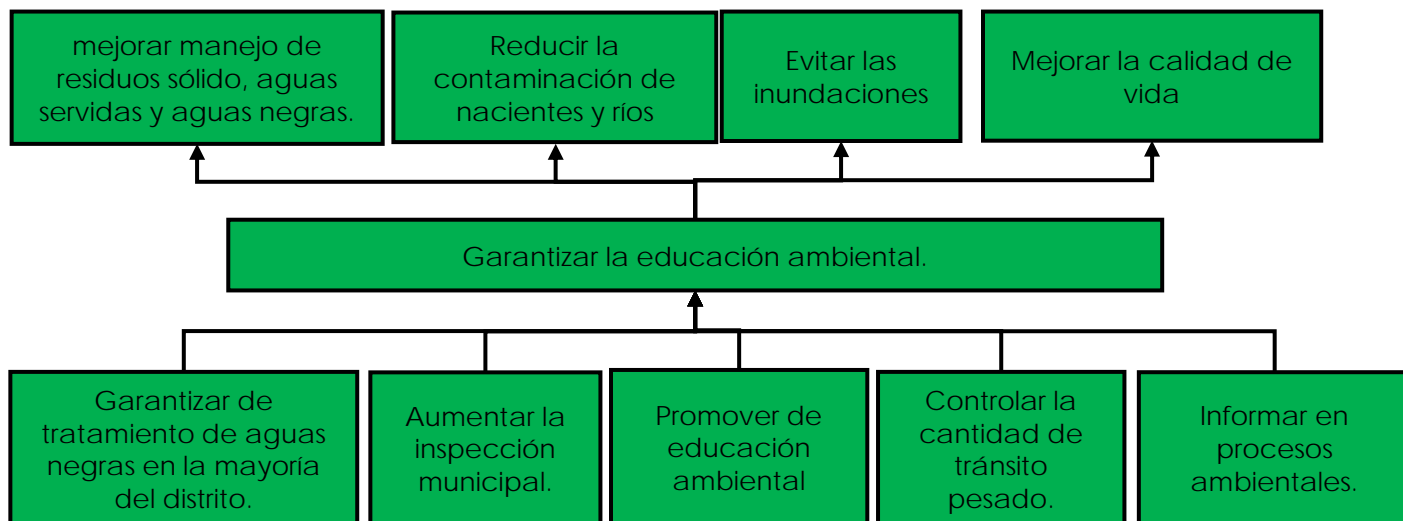 mejorar manejo de
residuos sólido, aguas
servidas y aguas negras.
Reducir la
contaminación de
nacientes y ríos
Evitar las
inundaciones
Mejorar la calidad de
vida
Garantizar la educación ambiental.
Garantizar de
tratamiento de aguas
negras en la mayoría
del distrito.
Aumentar la
inspección
municipal.
Promover de
educación
ambiental
Controlar la
cantidad de
tránsito
pesado.
Informar en
procesos
ambientales.